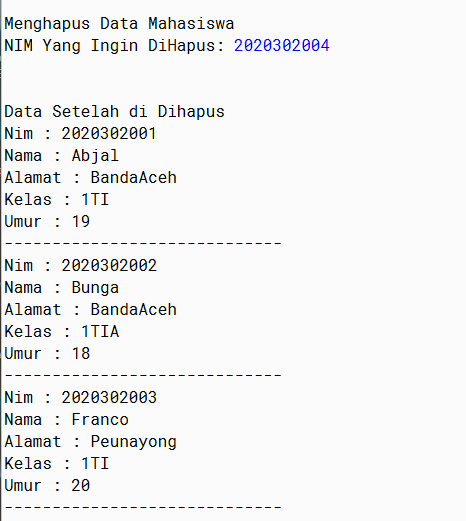 Menghapus Data Mahasiswa
NIM Yang Ingin DiHapus: 2020302004
Data Setelah di Dihapus
Nim : 2020302001
Nama : Abjal
Alamat : BandaAceh
Kelas : 1TI
Umur : 19
-----------------------------
Nim : 2020302002
Nama : Bunga
Alamat : BandaAceh
Kelas : 1TIA
Umur : 18
-----------------------------
Nim : 2020302003
Nama : Franco
Alamat : Peunayong
Kelas : 1TI
Umur : 20
-----------------------------